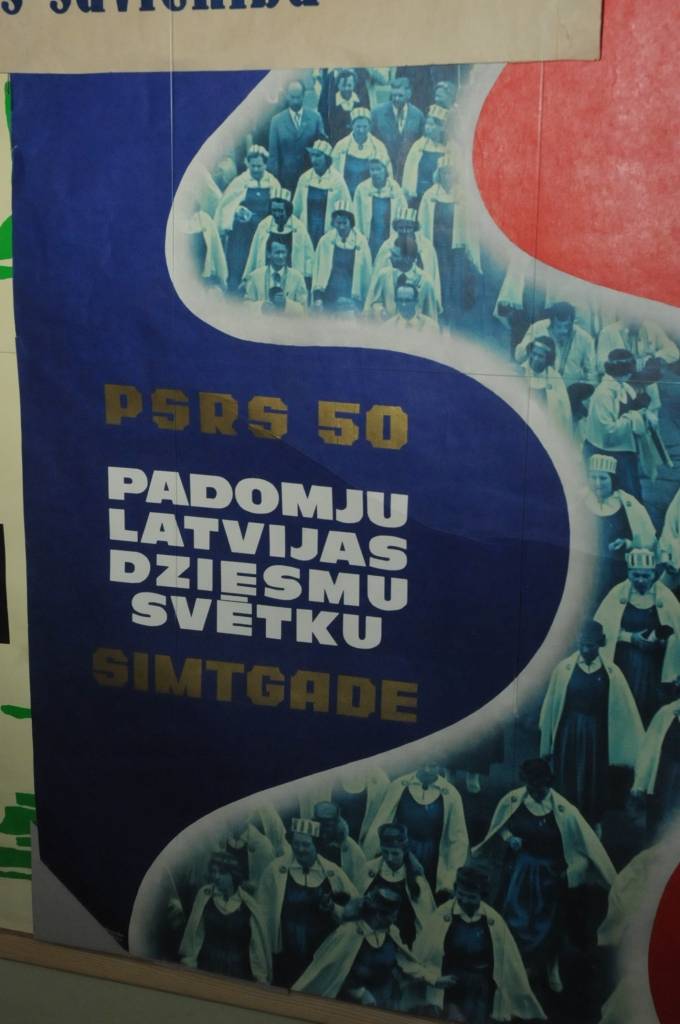 PSRS 50
PADOMJU
LATVIJAS
DZIESMU
SVĒTKU
SIMTGADE